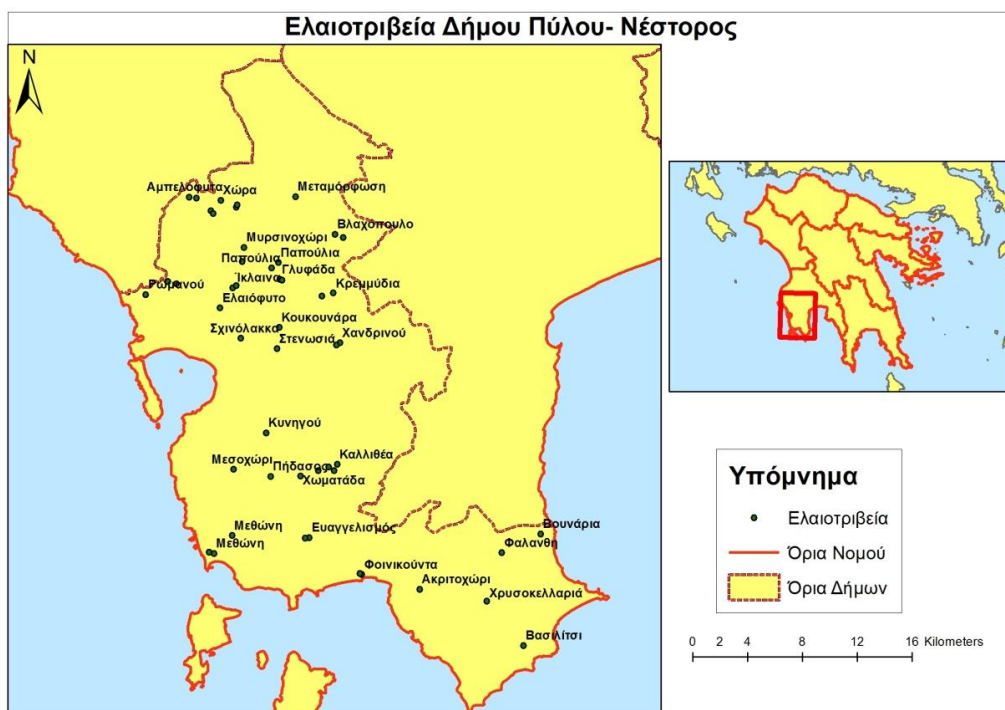 Ελαιοτριβεία Δήμου Πύλου- Νέστορος
N
Αμπελόφυτα
Χώρα
Μεταμόρφωση
Βλαχόπουλο
Μυρσινοχώρι
Παπούλια
Παπούλια
Γλυφάδα
Ίκλαινα
Ρωμανού
Κρεμμύδια
Ελαιόφυτο
Κουκουνάρα
Σχινόλακκα
Στενωσιά
Χανδρινού
Κυνηγού
Μεσοχώρι
Πήδασος
Καλλιθέα
Χωματάδα
Μεθώνη
Ευαγγελισμός
Μεθώνη
Βουνάρια
Φαλάνθη
Φοινικούντα
Ακριτοχώρι
Χρυσοκελλαριά
Βασιλίτσι
Υπόμνημα
Ελαιοτριβεία
Όρια Νομού
Όρια Δήμων
0 2 4 8 12 16 Kilometers